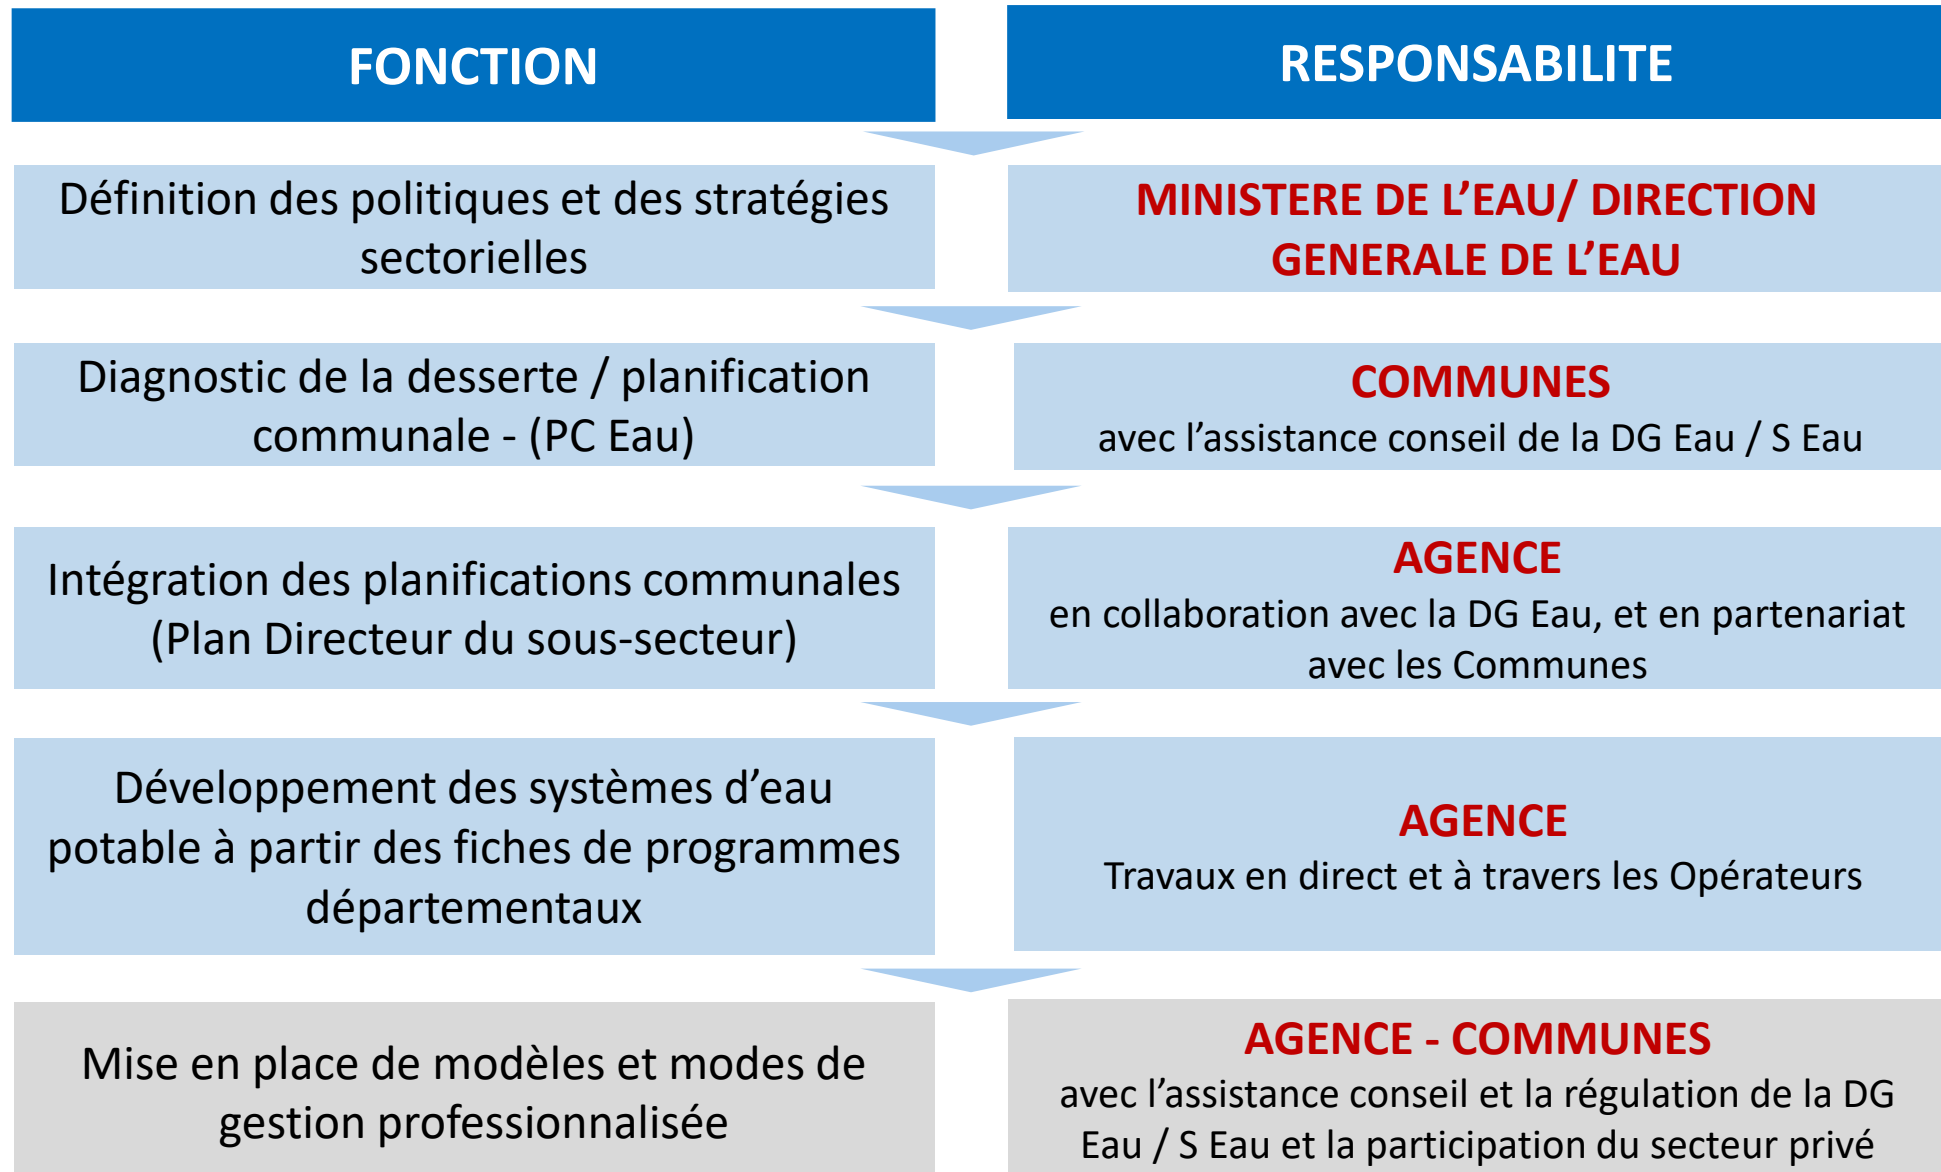 FONCTION
RESPONSABILITE
Définition des politiques et des stratégies
sectorielles
MINISTERE DE L’EAU/ DIRECTION
GENERALE DE L’EAU
Diagnostic de la desserte / planification
communale - (PC Eau)
COMMUNES
avec l’assistance conseil de la DG Eau / S Eau
Intégration des planifications communales
(Plan Directeur du sous-secteur)
AGENCE
en collaboration avec la DG Eau, et en partenariat
avec les Communes
Développement des systèmes d’eau
potable à partir des fiches de programmes
départementaux
AGENCE
Travaux en direct et à travers les Opérateurs
Mise en place de modèles et modes de
gestion professionnalisée
AGENCE - COMMUNES
avec l’assistance conseil et la régulation de la DG
Eau / S Eau et la participation du secteur privé